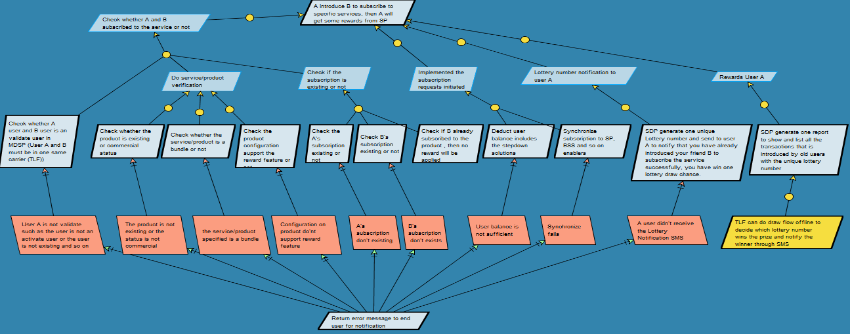 A introduce B to subscribe to
specific services, then A will
get some rewards from SP
Check whether A and B
subscribed to the service or not
Do service/product
verification
Check if the
subscription is
existing or not
Implemented the
subscription
requests initiated
Lottery number notification to
user A
Rewards User A
Check whether A
user and B user is an
validate user in
MDSP (User A and B
must be in one same
carrier (TLF))
Check whether the
product is existing
or commercial
status
Check whether the
service/product is a
bundle or not
Check the
product
configuration
support the
reward feature or
Check the
A's
subscription
existing or
not
Check B's
subscription
existing or not
Check if B already
subscribed to the
product , then no
reward will be
applied
Deduct user
balance includes
the stepdown
solutions
Synchronize
subscription to SP,
BSS and so on
enablers
SDP generate one unique
Lottery number and send to user
A to notify that you have already
introduced your friend B to
subscribe the service
successfully, you have win one
lottery draw chance
SDP generate one report
to show and list all the
transactions that is
introduced by old users
with the unique lottery
number
User A is not validate
such as the user is not an
activate user or the user
is not existing and so on
The product is not
existing or the
status is not
commercial
the service/product
specified is a bundle
Configuration on
product do'nt
support reward
feature
A's
subscription
don't existing
B's
subscription
don't exists
User balance is
not sufficient
Synchronize
fails
A user didn't receive
the Lottery
Notification SMS
TLF can do draw flow offline to
decide which lottery number
wins the prize and notify the
winner through SMS
Return error message to end
user for notification